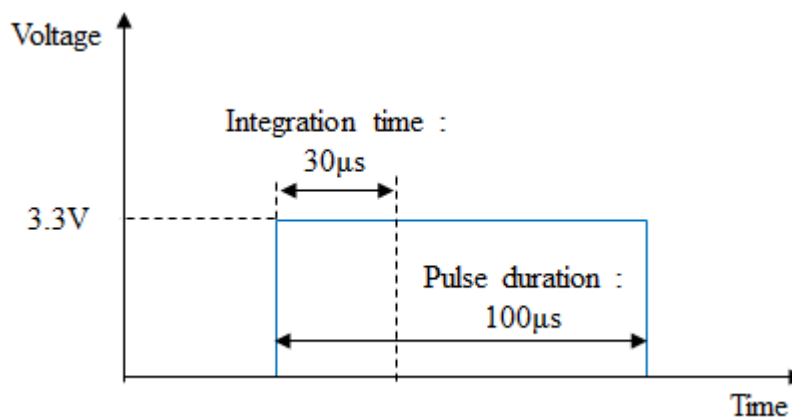 Voltage
Integration time :
30µs
3.3V
Pulse duration :
100µs
Time